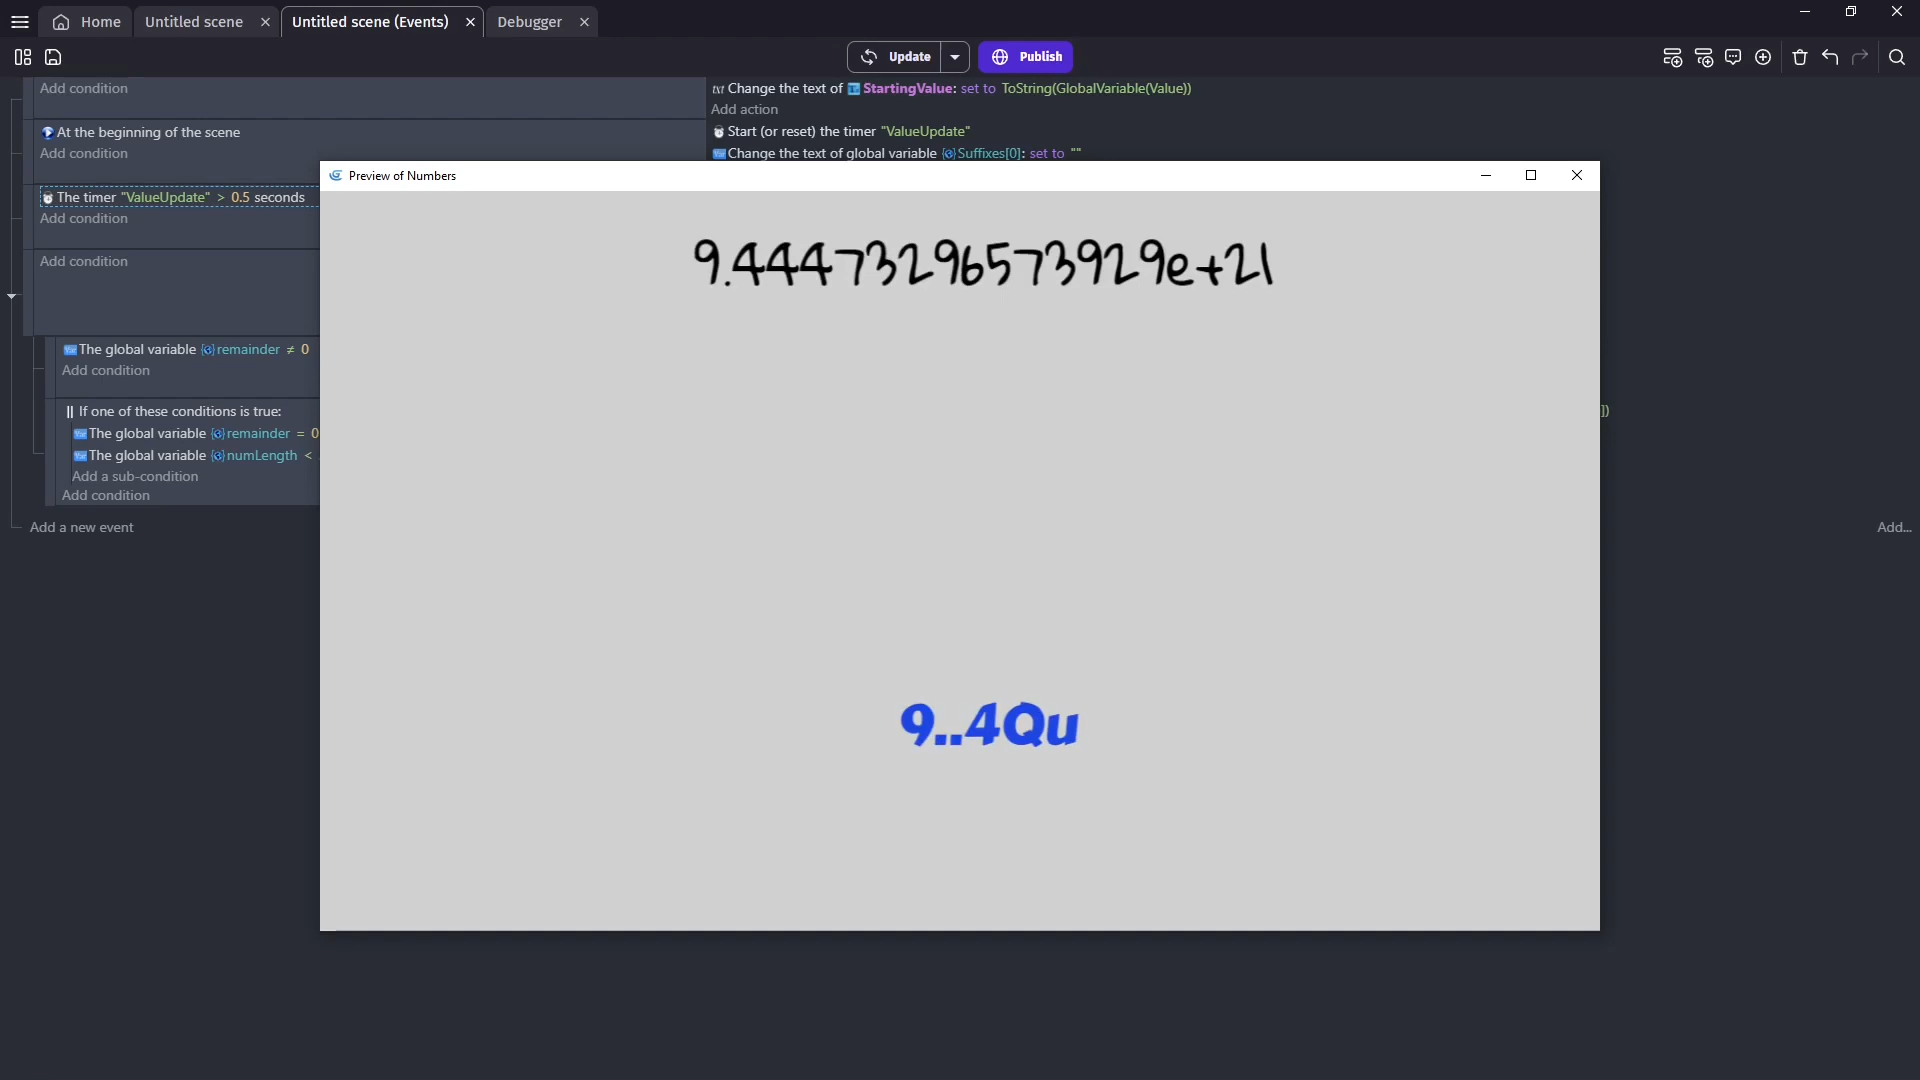 Home
Untitled scene
Untitled scene (Events)
Debugger
Update
Publish
Add condition
Change the text of StartingValue: set to ToString(GlobalVariable(Value))
Add action
At the beginning of the scene
Start (or reset) the timer "ValueUpdate"
Add condition
Change the text of global variable Suffixes[0]: set to ""
Preview of Numbers
The timer "ValueUpdate" > 0.5 seconds
Add condition
Add condition
9.44473296573929e+21
The global variable remainder ≠ 0
Add condition
If one of these conditions is true:
])
The global variable remainder = 0
The global variable numLength <
Add a sub-condition
Add condition
Add a new event
Add...
9..4Qu